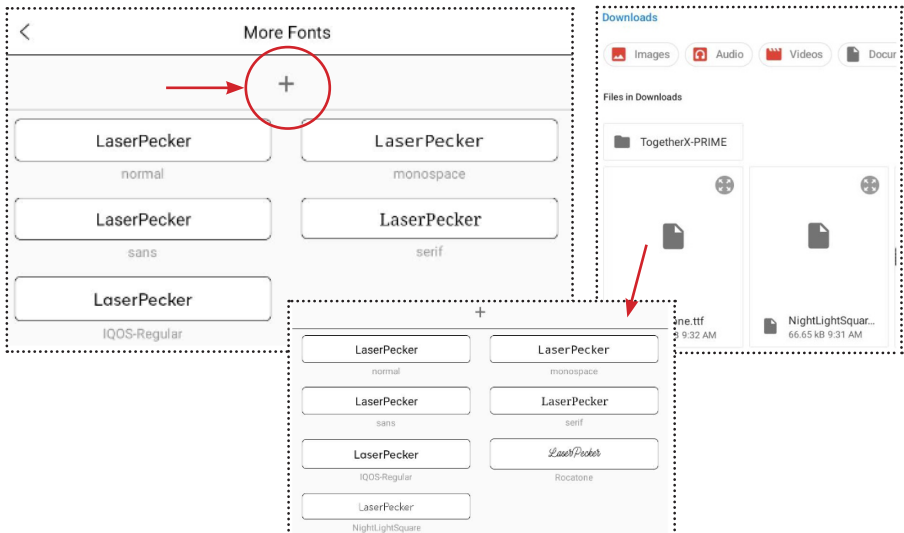 More Fonts
+
LaserPecker
LaserPecker
normal
monospace
LaserPecker
LaserPecker
sans
serif
LaserPecker
IQOS-Regular
Downloads
Images
Audio
Videos
Docur
Files in Downloads
TogetherX-PRIME
ne.ttf
NightLightSquar...
9:32 AM
66.65 kB 9:31 AM
+
LaserPecker
LaserPecker
normal
monospace
LaserPecker
LaserPecker
sans
serif
LaserPecker
LaserPecker
IQOS-Regular
Rocatone
LaserPecker
NightLightSquare